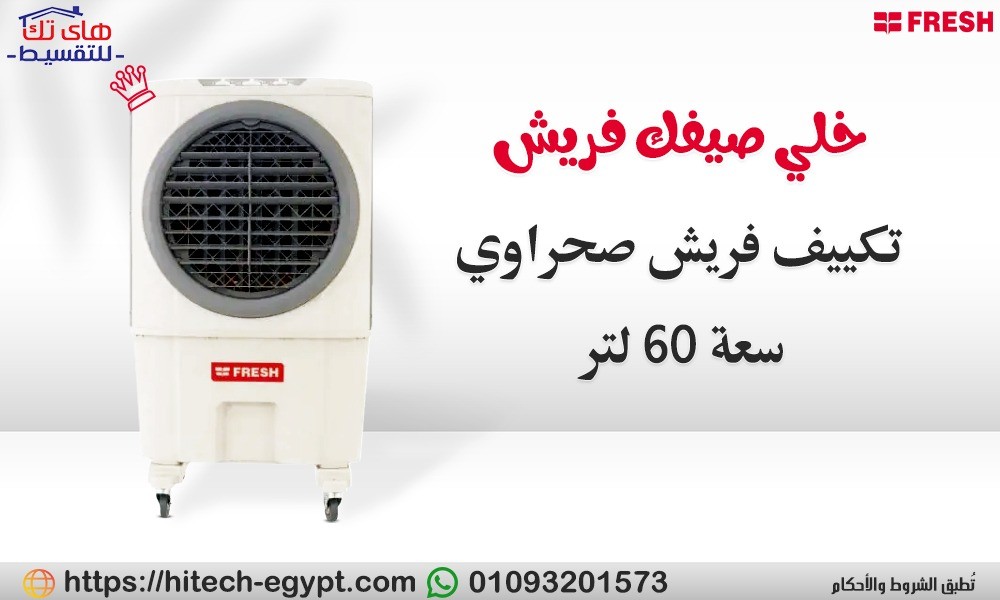 هاى تك
-للتقسيط-
FRESH
خلي صيفك فريش
تكييف فريش صحراوي
سعة 60 لتر
FRESH
https://hitech-egypt.com 01093201573 تُطبق الشروط والأحكام